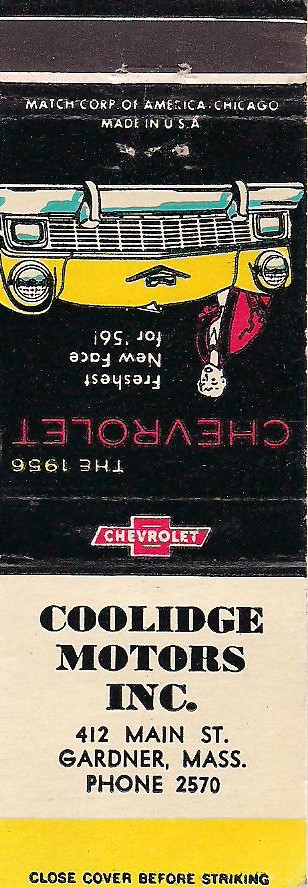 MATCH CORP. OF AMERICA · CHICAGO
MADE IN U.S.A
THE 1956
CHEVROLET
Freshest
New Face
for '56!
CHEVROLET
COOLIDGE
MOTORS
INC.
412 MAIN ST.
GARDNER, MASS.
PHONE 2570
CLOSE COVER BEFORE STRIKING